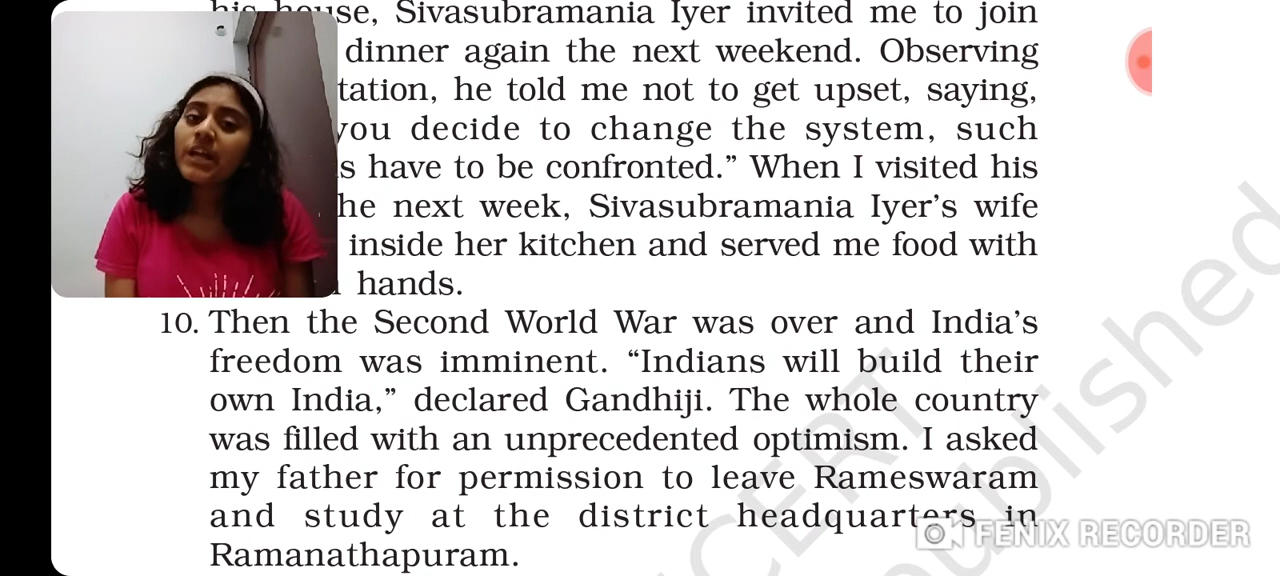 his house, Sivasubramania Iyer invited me to join
dinner again the next weekend. Observing
tation, he told me not to get upset, saying,
you decide to change the system, such
s have to be confronted.” When I visited his
he next week, Sivasubramania Iyer’s wife
inside her kitchen and served me food with
hands.
10. Then the Second World War was over and India’s
freedom was imminent. “Indians will build their
own India,” declared Gandhiji. The whole country
was filled with an unprecedented optimism. I asked
my father for permission to leave Rameswaram
and study at the district headquarters in
Ramanathapuram.
NCERT
published
FENIX RECORDER